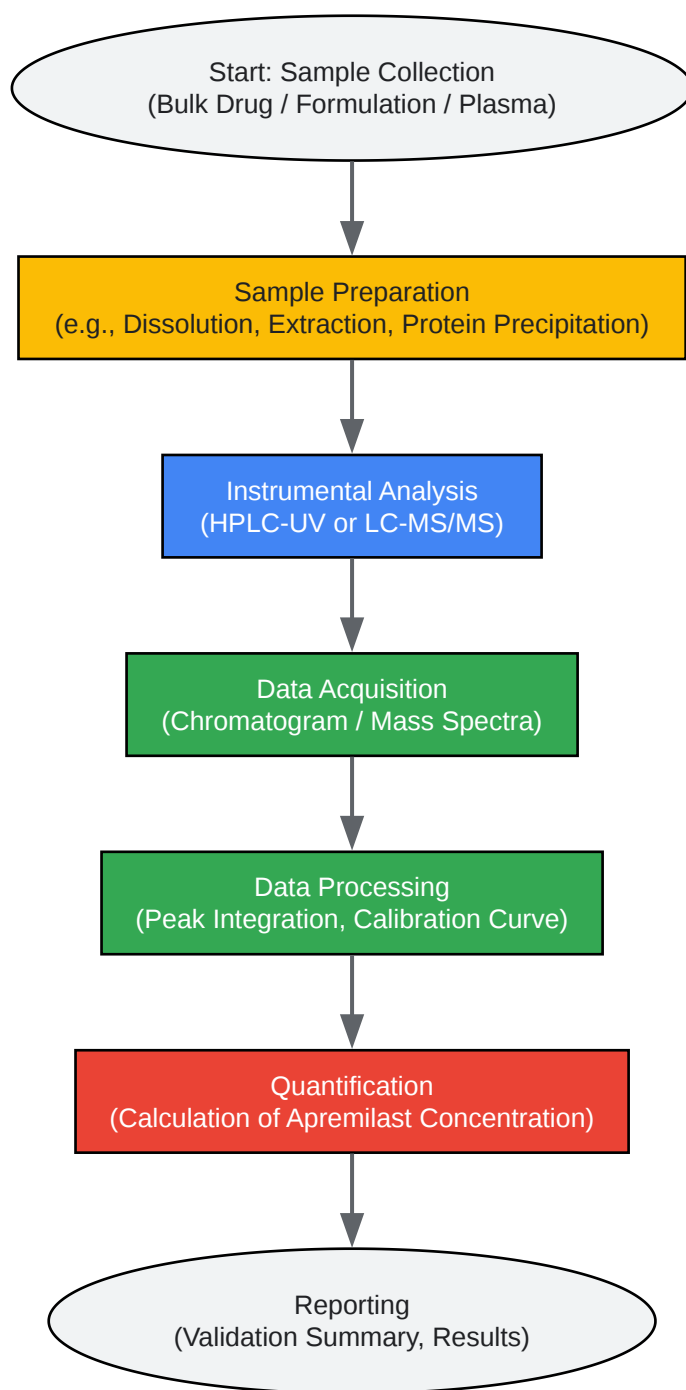 Start: Sample Collection
(Bulk Drug / Formulation / Plasma)
Sample Preparation
(e.g., Dissolution, Extraction, Protein Precipitation)
Instrumental Analysis
(HPLC-UV or LC-MS/MS)
Data Acquisition
(Chromatogram / Mass Spectra)
Data Processing
(Peak Integration, Calibration Curve)
Quantification
(Calculation of Apremilast Concentration)
Reporting
(Validation Summary, Results)